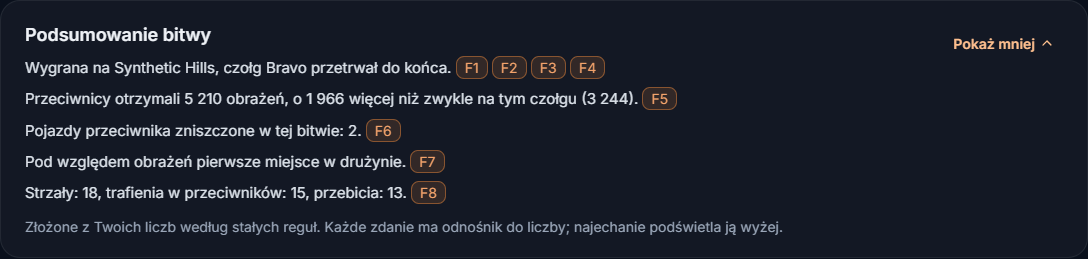 Podsumowanie bitwy
Pokaż mniej
Wygrana na Synthetic Hills, czołg Bravo przetrwał do końca. F1 F2 F3 F4
Przeciwnicy otrzymali 5 210 obrażeń, o 1 966 więcej niż zwykle na tym czołgu (3 244). F5
Pojazdy przeciwnika zniszczone w tej bitwie: 2. F6
Pod względem obrażeń pierwsze miejsce w drużynie. F7
Strzały: 18, trafienia w przeciwników: 15, przebicia: 13. F8
Złożone z Twoich liczb według stałych reguł. Każde zdanie ma odnośnik do liczby; najechanie podświetla ją wyżej.